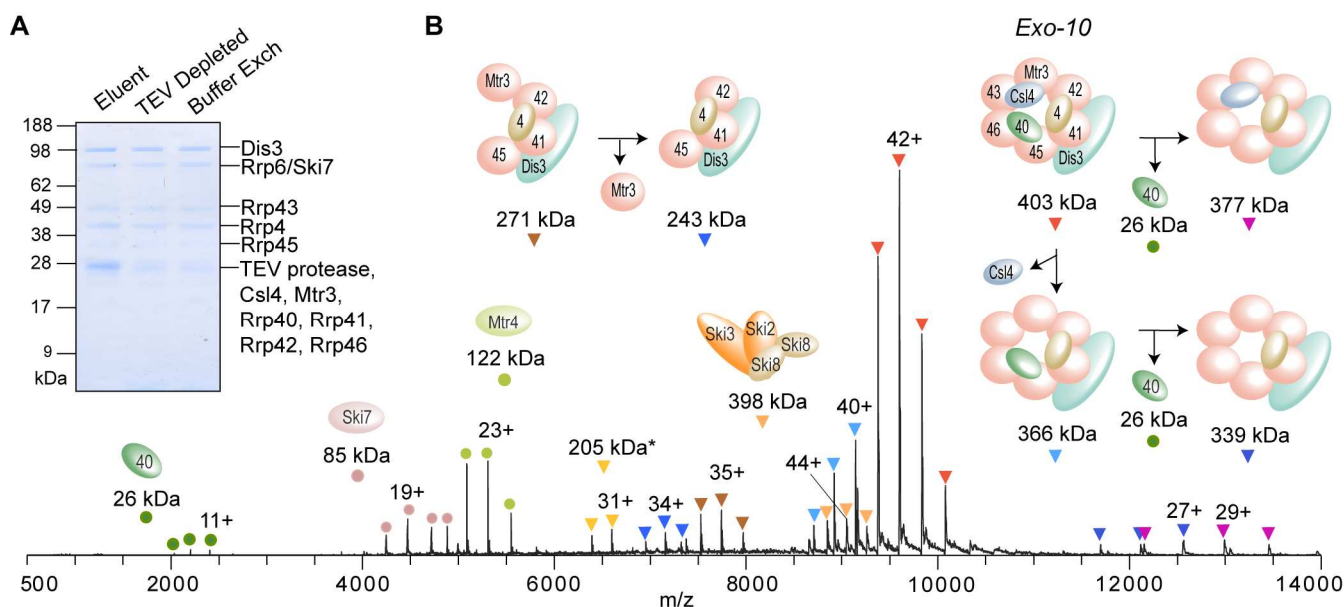 A
Eluent
TEV Depleted
Buffer Exch
188
98
62
49
38
28
17
9
kDa
Dis3
Rrp6/Ski7
Rrp43
Rrp4
Rrp45
TEV protease,
Csl4, Mtr3,
Rrp40, Rrp41,
Rrp42, Rrp46
B
Mtr3
42
4
41
45
Dis3
271 kDa
Mtr3
42
4
41
45
Dis3
243 kDa
Exo-10
Mtr3
43
Csl4
42
46
40
4
41
45
Dis3
403 kDa
40
26 kDa
377 kDa
Csl4
366 kDa
40
26 kDa
339 kDa
40
26 kDa
11+
Ski7
85 kDa
19+
Mtr4
122 kDa
23+
205 kDa*
31+
34+
35+
Ski3
Ski2
Ski8
Ski8
398 kDa
44+
40+
42+
27+
29+
500
2000
4000
6000
8000
10000
12000
14000
m/z